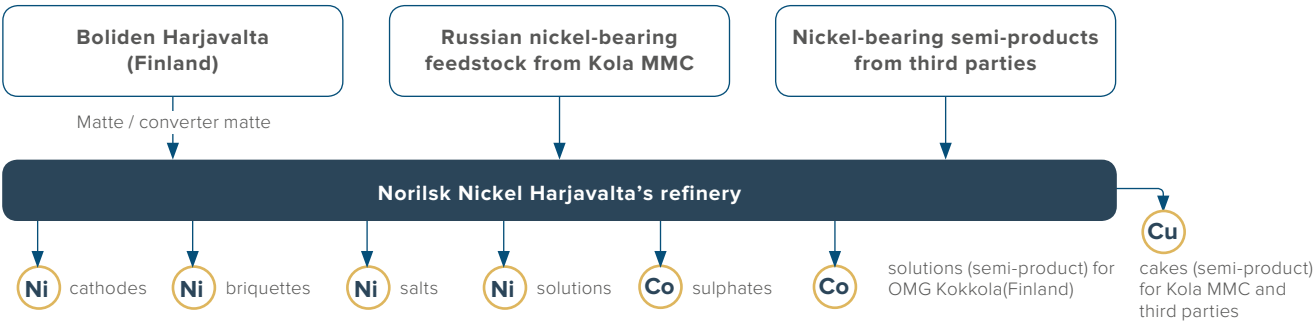 Boliden Harjavalta
(Finland)
Russian nickel-bearing
feedstock from Kola MMC
Nickel-bearing semi-products
from third parties
Matte / converter matte
Norilsk Nickel Harjavalta’s refinery
Ni cathodes
Ni briquettes
Ni salts
Ni solutions
Co sulphates
Co
solutions (semi-product) for
OMG Kokkola(Finland)
Cu
cakes (semi-product)
for Kola MMC and
third parties